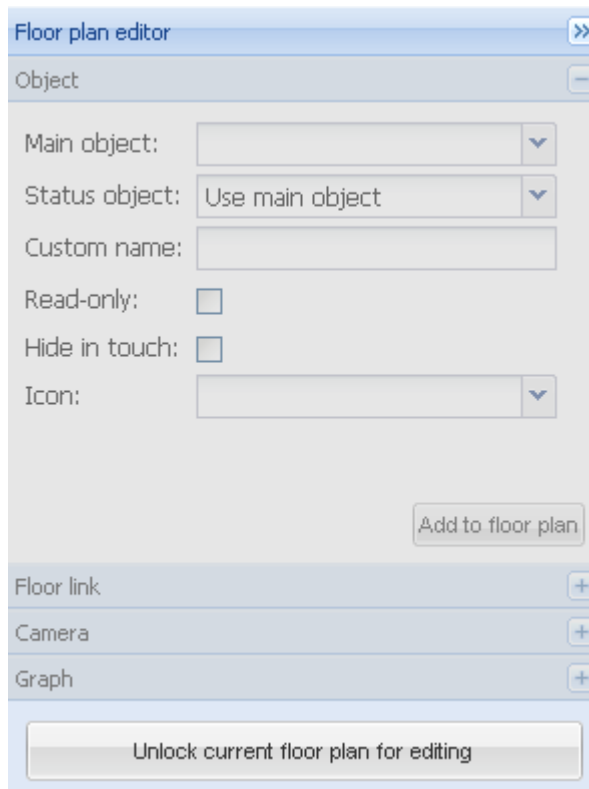 Floor plan editor
Object
Main object:
Status object: Use main object
Custom name:
Read-only:
Hide in touch:
Icon:
Add to floor plan
Floor link
Camera
Graph
Unlock current floor plan for editing